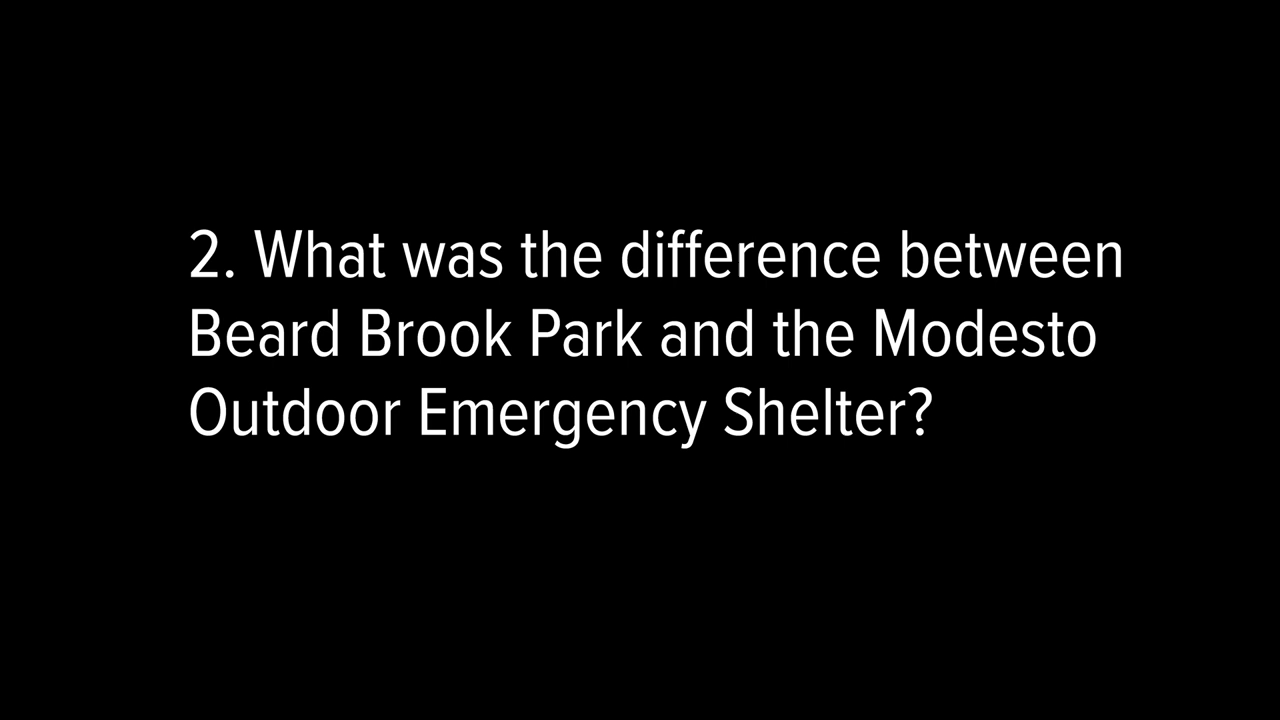 2. What was the difference between
Beard Brook Park and the Modesto
Outdoor Emergency Shelter?